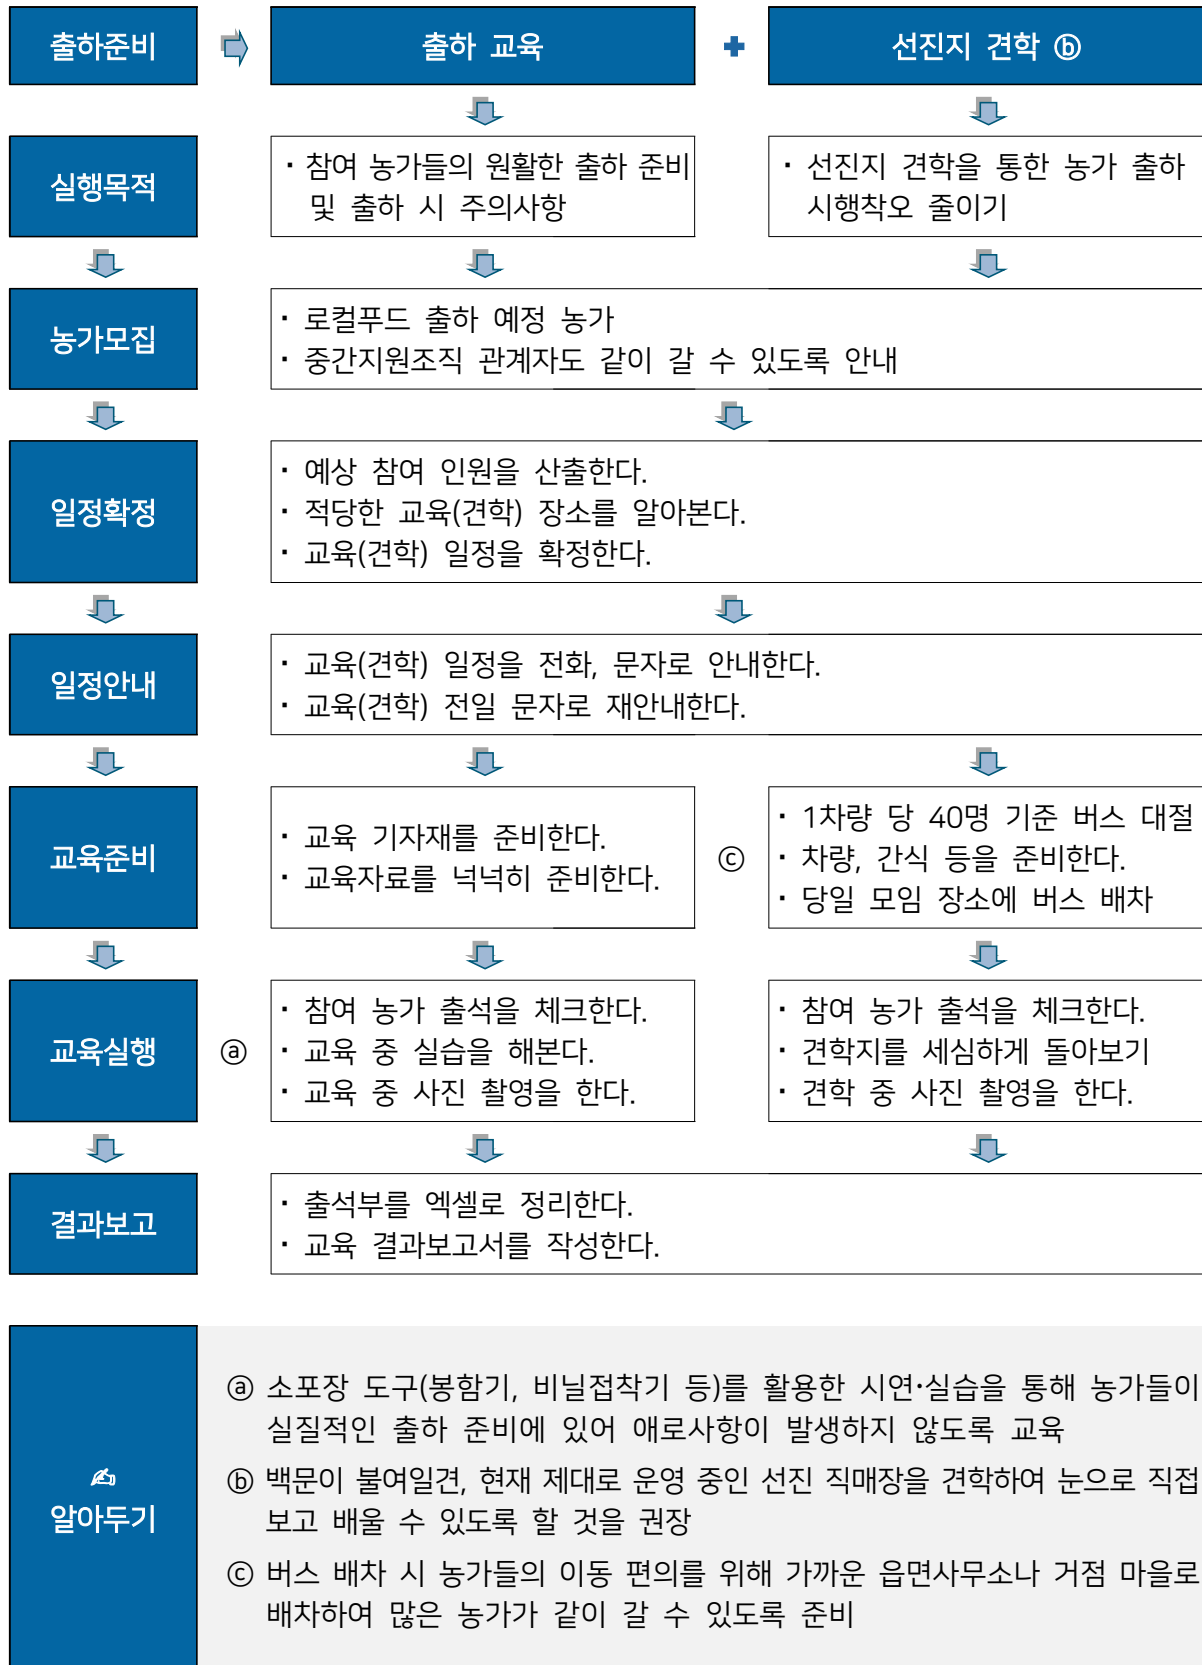 출하준비
출하 교육
선진지 견학 ⓑ
실행목적
· 참여 농가들의 원활한 출하 준비
및 출하 시 주의사항
· 선진지 견학을 통한 농가 출하
시행착오 줄이기
농가모집
· 로컬푸드 출하 예정 농가
· 중간지원조직 관계자도 같이 갈 수 있도록 안내
일정확정
· 예상 참여 인원을 산출한다.
· 적당한 교육(견학) 장소를 알아본다.
· 교육(견학) 일정을 확정한다.
일정안내
· 교육(견학) 일정을 전화, 문자로 안내한다.
· 교육(견학) 전일 문자로 재안내한다.
교육준비
· 교육 기자재를 준비한다.
· 교육자료를 넉넉히 준비한다.
ⓒ
· 1차량 당 40명 기준 버스 대절
· 차량, 간식 등을 준비한다.
· 당일 모임 장소에 버스 배차
교육실행
ⓐ
· 참여 농가 출석을 체크한다.
· 교육 중 실습을 해본다.
· 교육 중 사진 촬영을 한다.
· 참여 농가 출석을 체크한다.
· 견학지를 세심하게 돌아보기
· 견학 중 사진 촬영을 한다.
결과보고
· 출석부를 엑셀로 정리한다.
· 교육 결과보고서를 작성한다.
✍
알아두기
ⓐ 소포장 도구(봉함기, 비닐접착기 등)를 활용한 시연·실습을 통해 농가들이
실질적인 출하 준비에 있어 애로사항이 발생하지 않도록 교육
ⓑ 백문이 불여일견, 현재 제대로 운영 중인 선진 직매장을 견학하여 눈으로 직접
보고 배울 수 있도록 할 것을 권장
ⓒ 버스 배차 시 농가들의 이동 편의를 위해 가까운 읍면사무소나 거점 마을로
배차하여 많은 농가가 같이 갈 수 있도록 준비